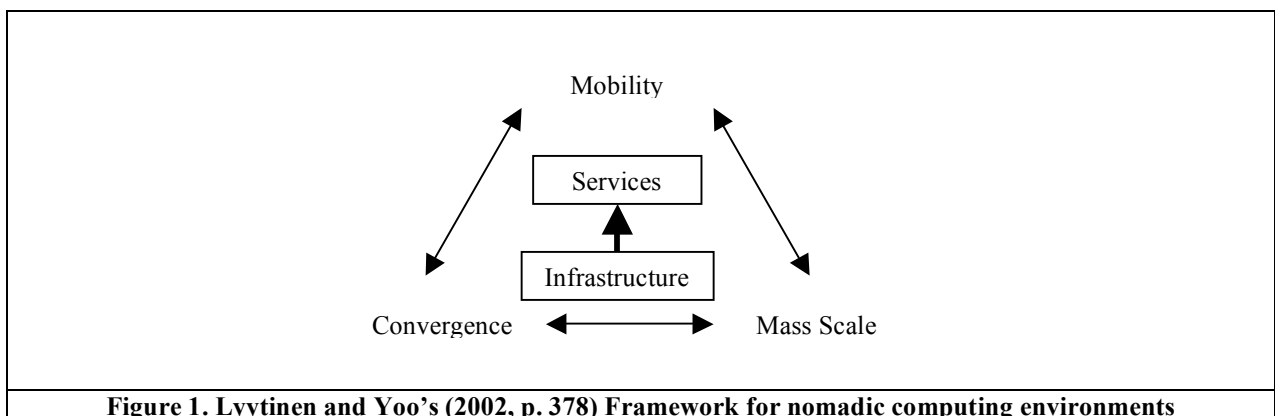 Mobility
Services
Infrastructure
Convergence
Mass Scale
Figure 1. Lyytinen and Yoo's (2002, p. 378) Framework for nomadic computing environments